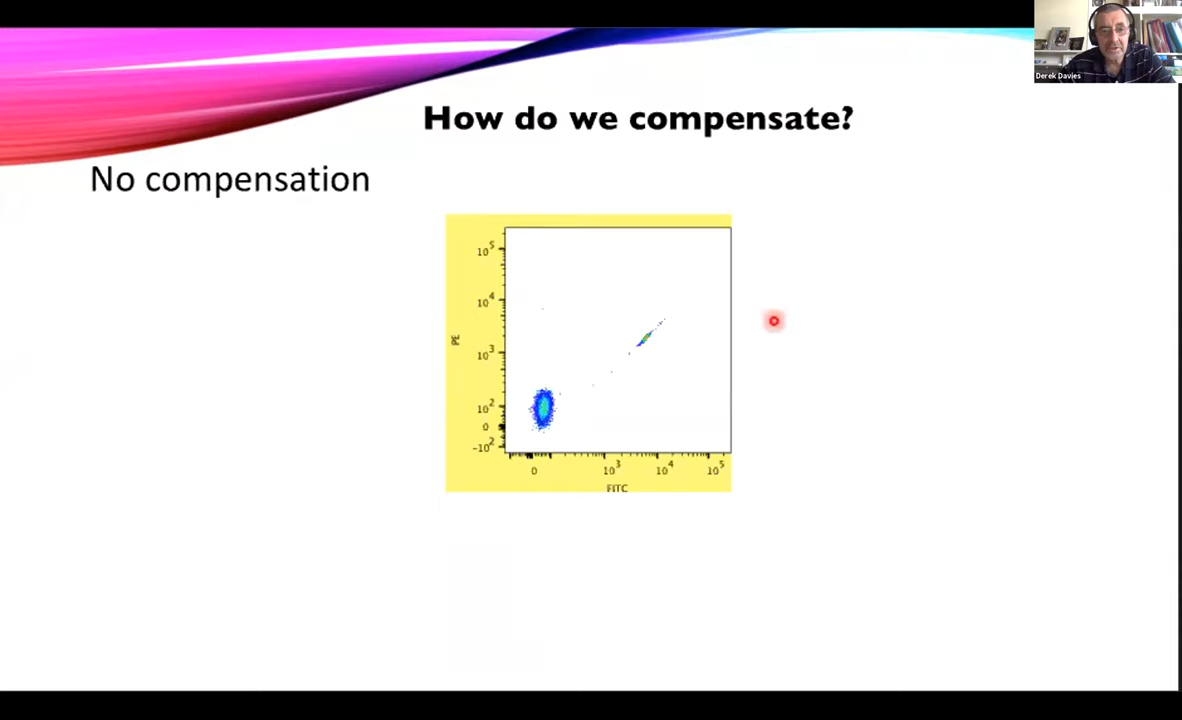 Derek Davies
How do we compensate?
No compensation
10^5
10^4
PE
10^3
10^2
0
-10^2
0 10^3 10^4 10^5
FITC